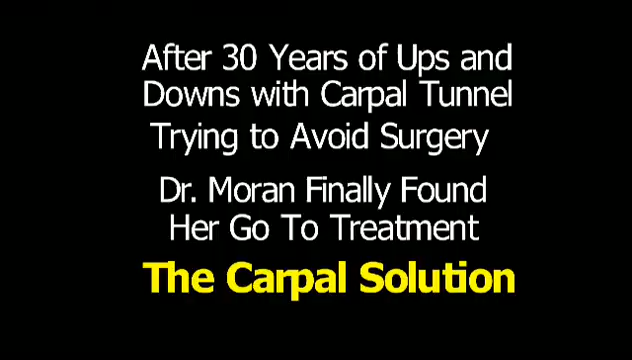 After 30 Years of Ups and
Downs with Carpal Tunnel
Trying to Avoid Surgery
Dr. Moran Finally Found
Her Go To Treatment
The Carpal Solution